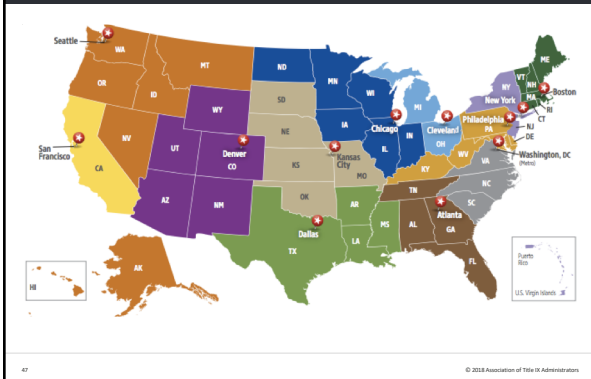 Seattle
WA
OR
ID
MT
ND
MN
SD
WY
NE
IA
WI
MI
NV
UT
Denver
CO
KS
Kansas
City
MO
Chicago
IL
IN
Cleveland
OH
San
Francisco
CA
AZ
NM
OK
AR
TX
Dallas
LA
MS
AL
TN
KY
WV
VA
NC
SC
Atlanta
GA
FL
ME
VT
NH
MA
Boston
RI
CT
NY
New York
Philadelphia
PA
NJ
DE
Washington, DC
(Metro)
AK
HI
Puerto
Rico
U.S. Virgin Islands
47
© 2018 Association of Title IX Administrators